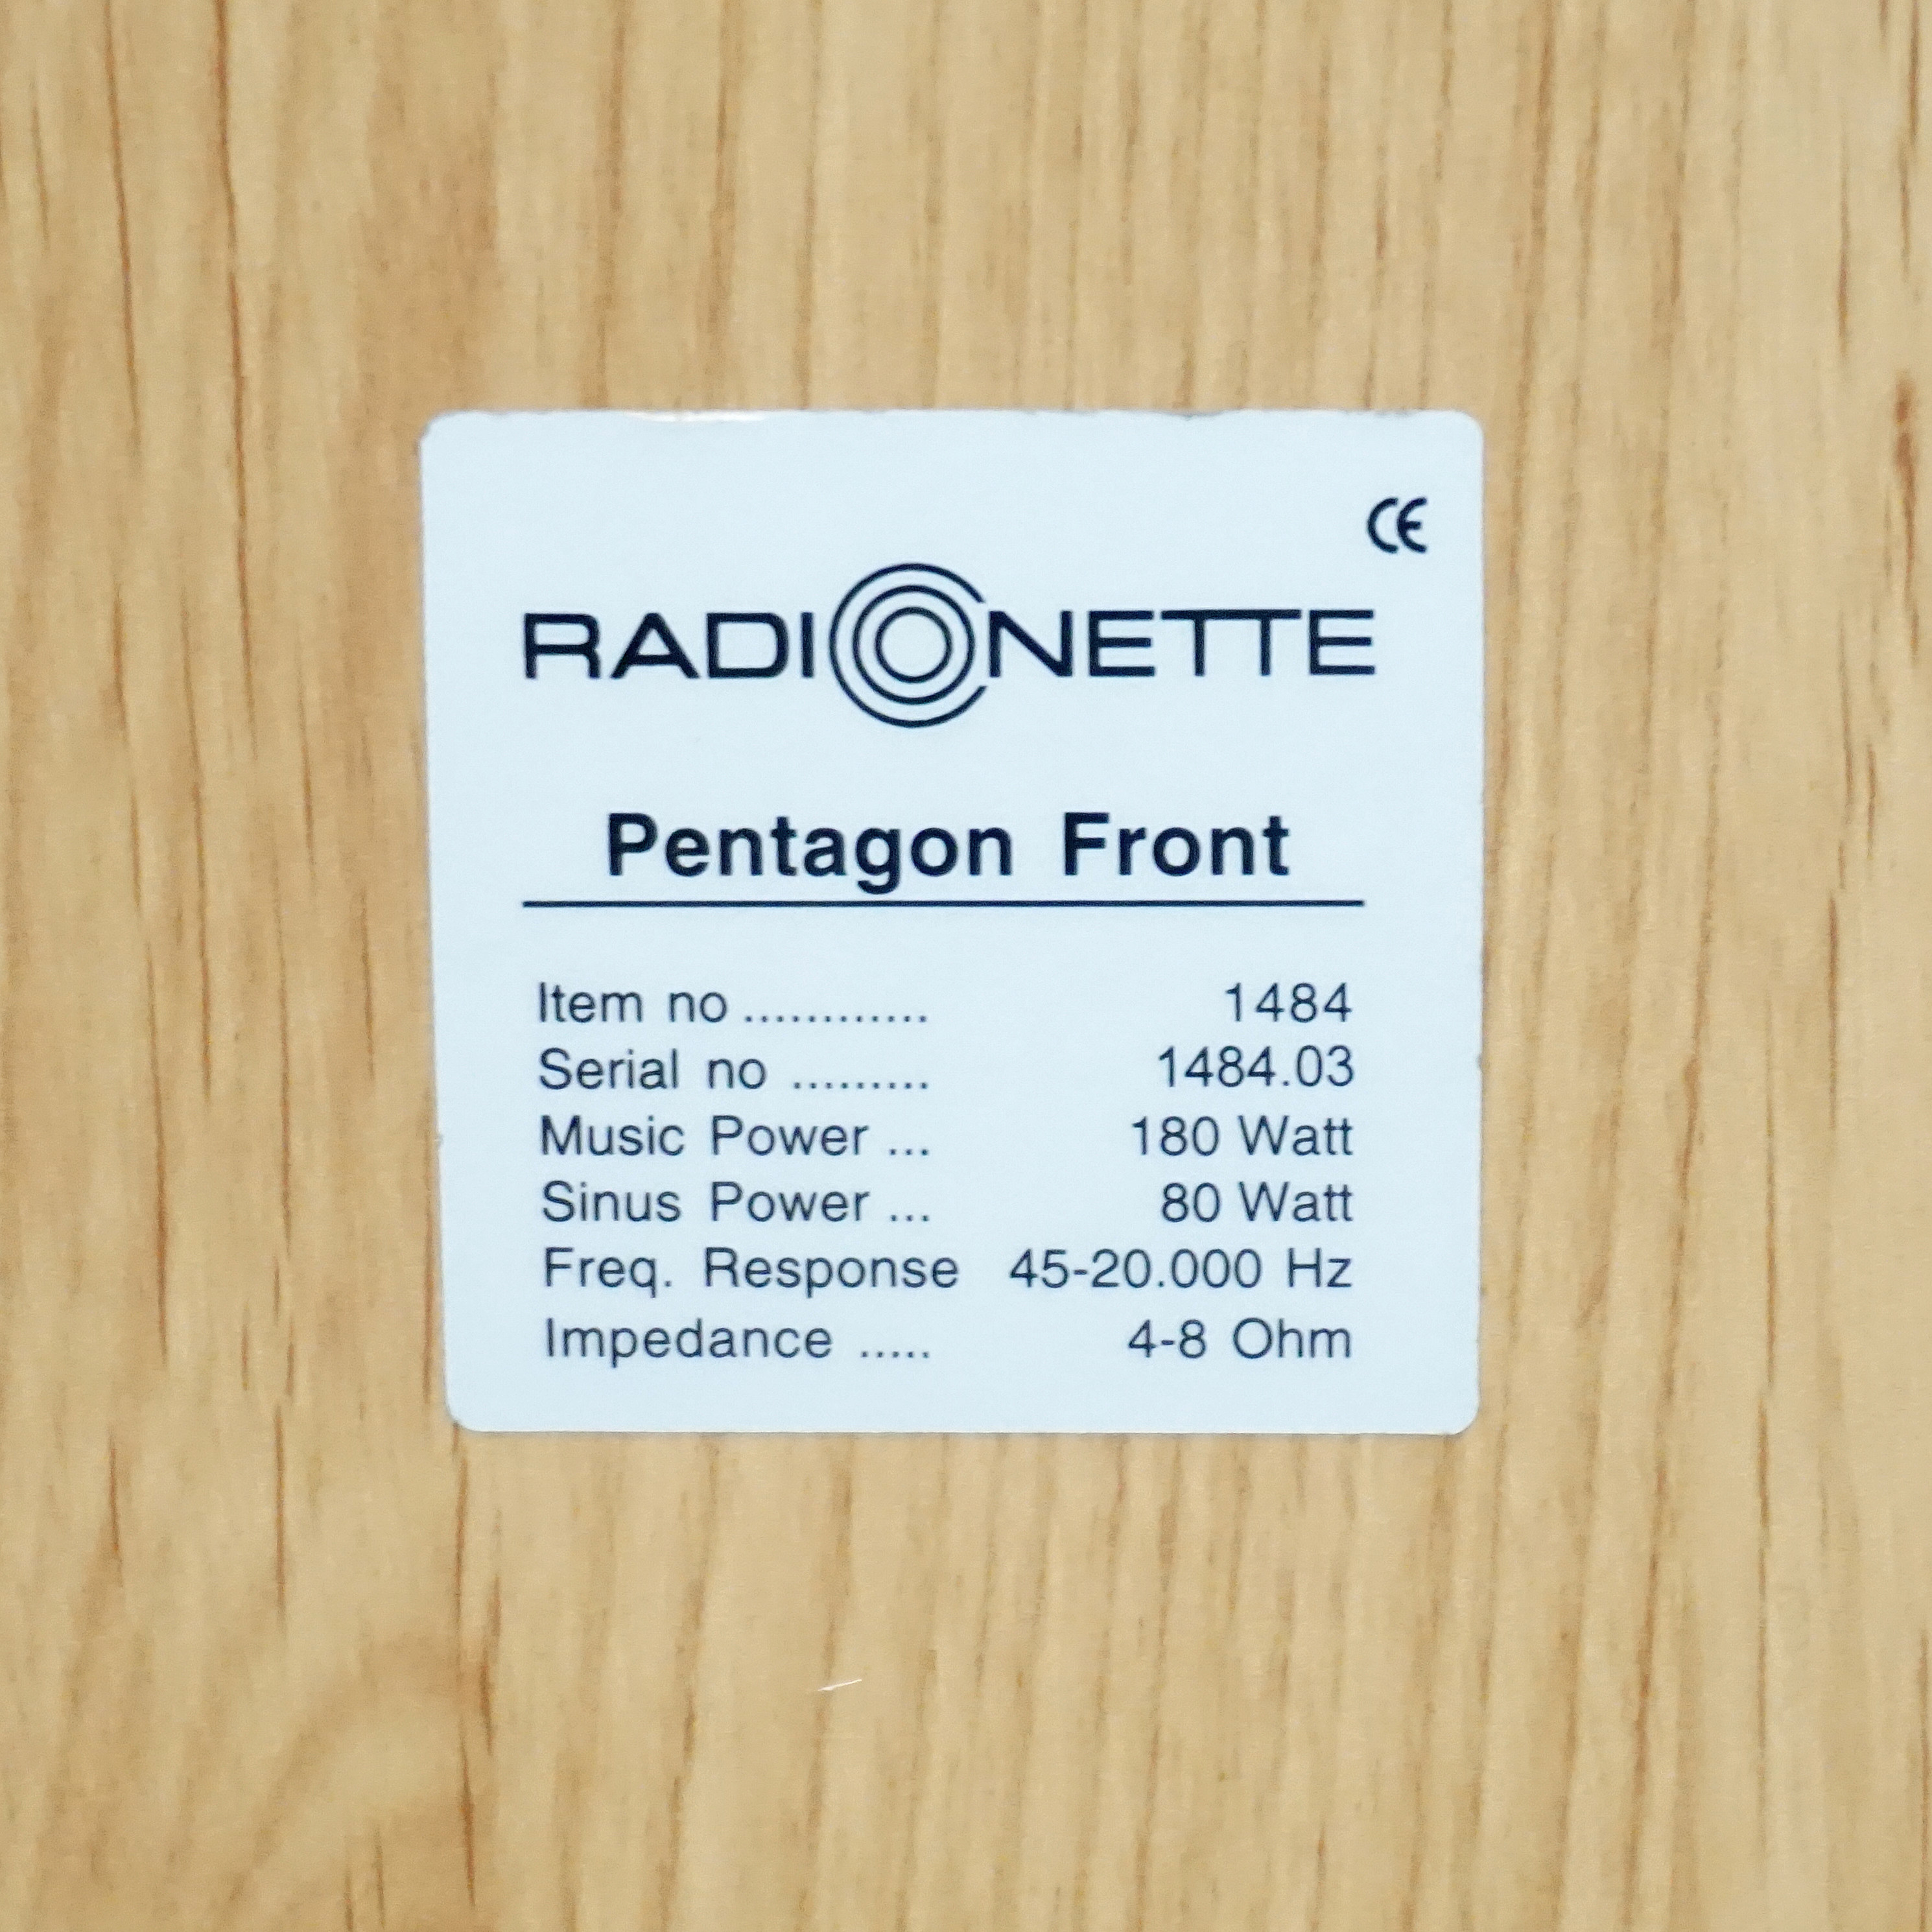 CE
RADIONETTE
Pentagon Front
Item no ............ 1484
Serial no ......... 1484.03
Music Power ... 180 Watt
Sinus Power ... 80 Watt
Freq. Response 45-20.000 Hz
Impedance ..... 4-8 Ohm